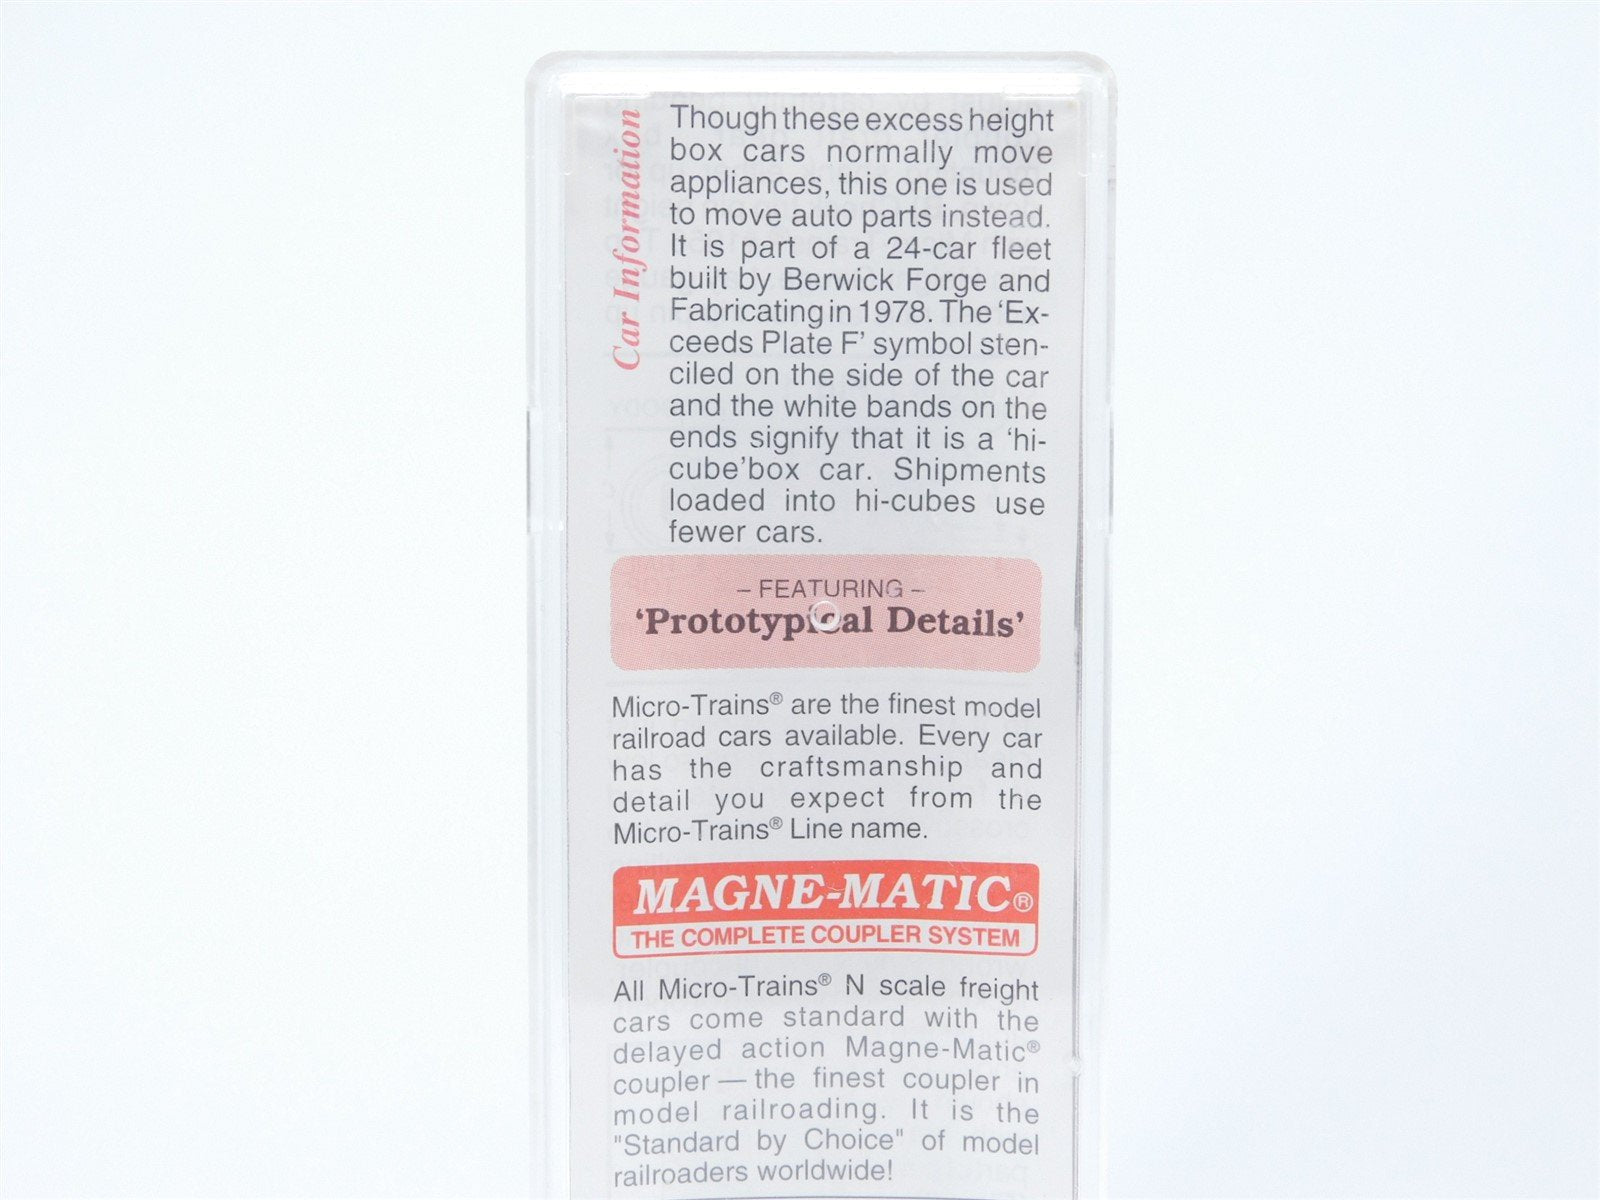 Car Information
Though these excess height
box cars normally move
appliances, this one is used
to move auto parts instead.
It is part of a 24-car fleet
built by Berwick Forge and
Fabricating in 1978. The ‘Ex-
ceeds Plate F’ symbol sten-
ciled on the side of the car
and the white bands on the
ends signify that it is a ‘hi-
cube’box car. Shipments
loaded into hi-cubes use
fewer cars.
– FEATURING –
‘Prototypical Details’
Micro-Trains® are the finest model
railroad cars available. Every car
has the craftsmanship and
detail you expect from the
Micro-Trains® Line name.
MAGNE-MATIC®
THE COMPLETE COUPLER SYSTEM
All Micro-Trains® N scale freight
cars come standard with the
delayed action Magne-Matic®
coupler — the finest coupler in
model railroading. It is the
"Standard by Choice" of model
railroaders worldwide!